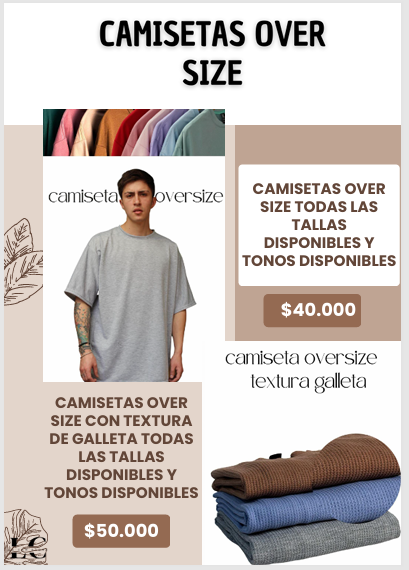 CAMISETAS OVER
SIZE
camiseta oversize
CAMISETAS OVER
SIZE TODAS LAS
TALLAS
DISPONIBLES Y
TONOS DISPONIBLES
$40.000
camiseta oversize
textura galleta
CAMISETAS OVER
SIZE CON TEXTURA
DE GALLETA TODAS
LAS TALLAS
DISPONIBLES Y
TONOS DISPONIBLES
$50.000